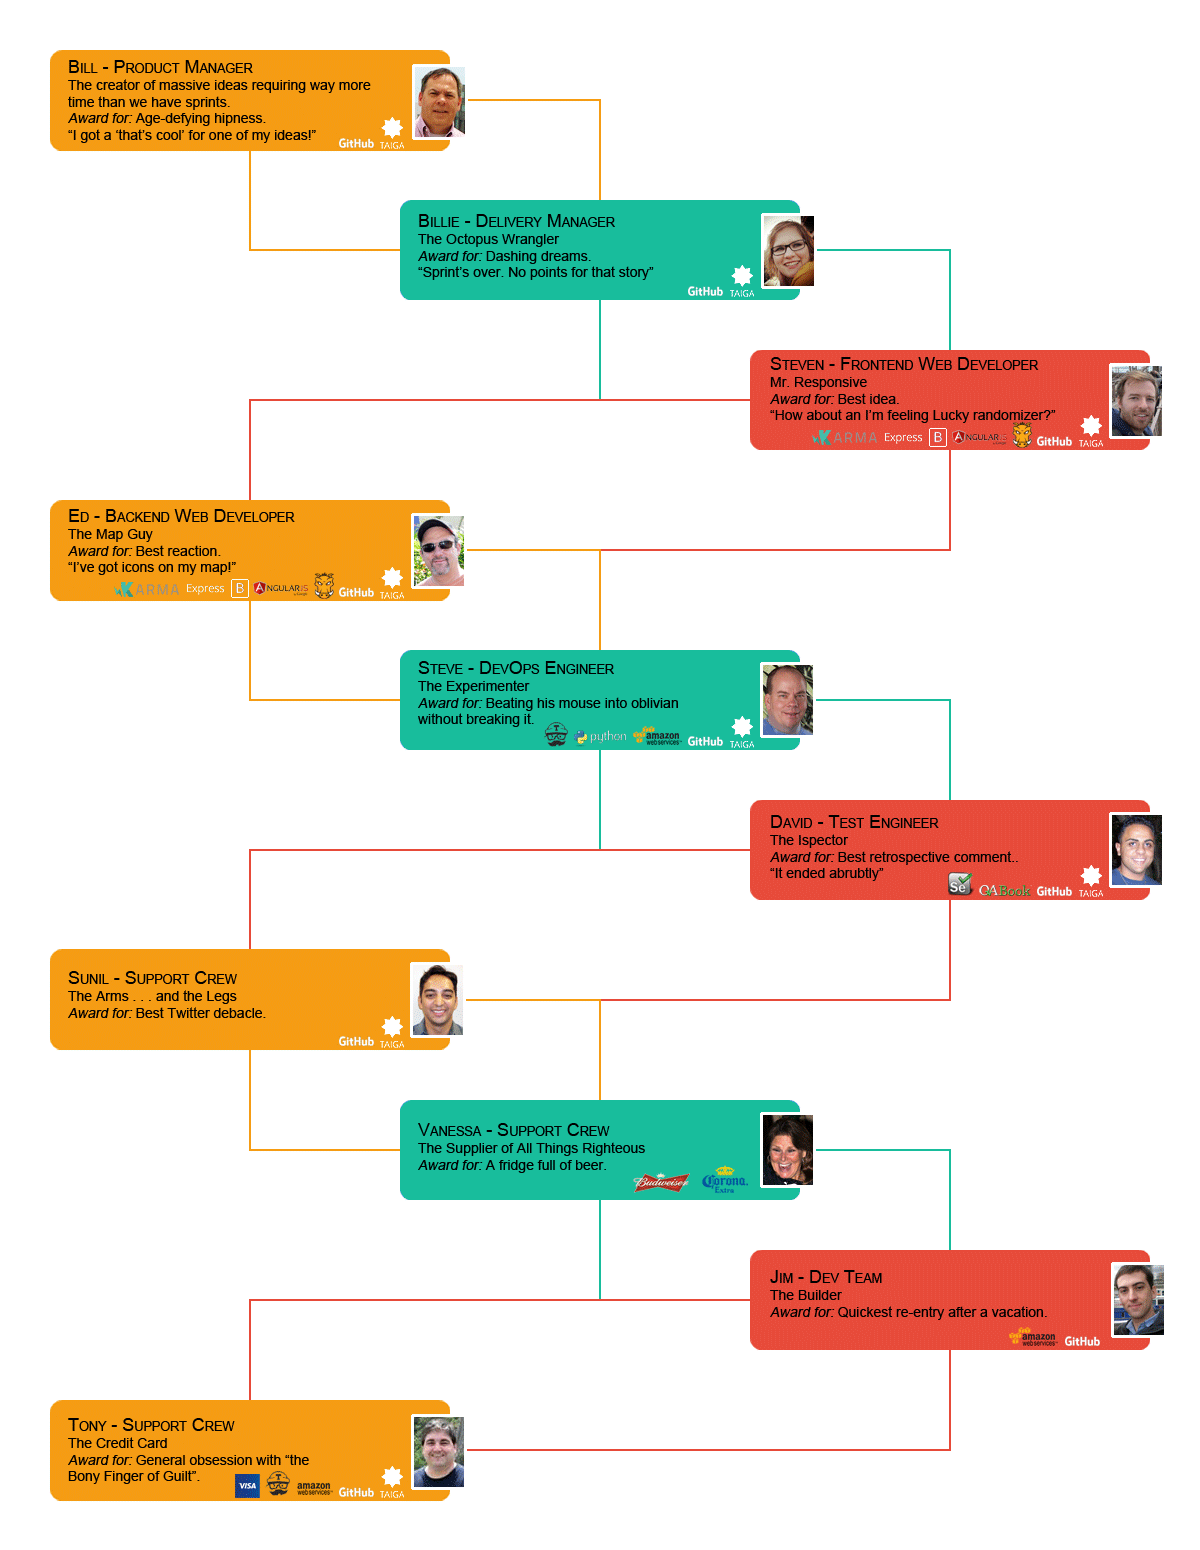 Bill - Product Manager
The creator of massive ideas requiring way more
time than we have sprints.
Award for: Age-defying hipness.
“I got a ‘that’s cool’ for one of my ideas!”
GitHub TAIGA
Billie - Delivery Manager
The Octopus Wrangler
Award for: Dashing dreams.
“Sprint’s over. No points for that story”
GitHub TAIGA
Steven - Frontend Web Developer
Mr. Responsive
Award for: Best idea.
“How about an I’m feeling Lucky randomizer?”
KARMA Express B ANGULARJS GitHub TAIGA
Ed - Backend Web Developer
The Map Guy
Award for: Best reaction.
“I’ve got icons on my map!”
KARMA Express B ANGULARJS GitHub TAIGA
Steve - DevOps Engineer
The Experimenter
Award for: Beating his mouse into oblivian
without breaking it.
T python amazon webservices GitHub TAIGA
David - Test Engineer
The Ispector
Award for: Best retrospective comment..
“It ended abrubtly”
Se QABook GitHub TAIGA
Sunil - Support Crew
The Arms . . . and the Legs
Award for: Best Twitter debacle.
GitHub TAIGA
Vanessa - Support Crew
The Supplier of All Things Righteous
Award for: A fridge full of beer.
Budweiser Corona Extra
Jim - Dev Team
The Builder
Award for: Quickest re-entry after a vacation.
amazon webservices GitHub
Tony - Support Crew
The Credit Card
Award for: General obsession with “the
Bony Finger of Guilt”.
VISA T amazon webservices GitHub TAIGA